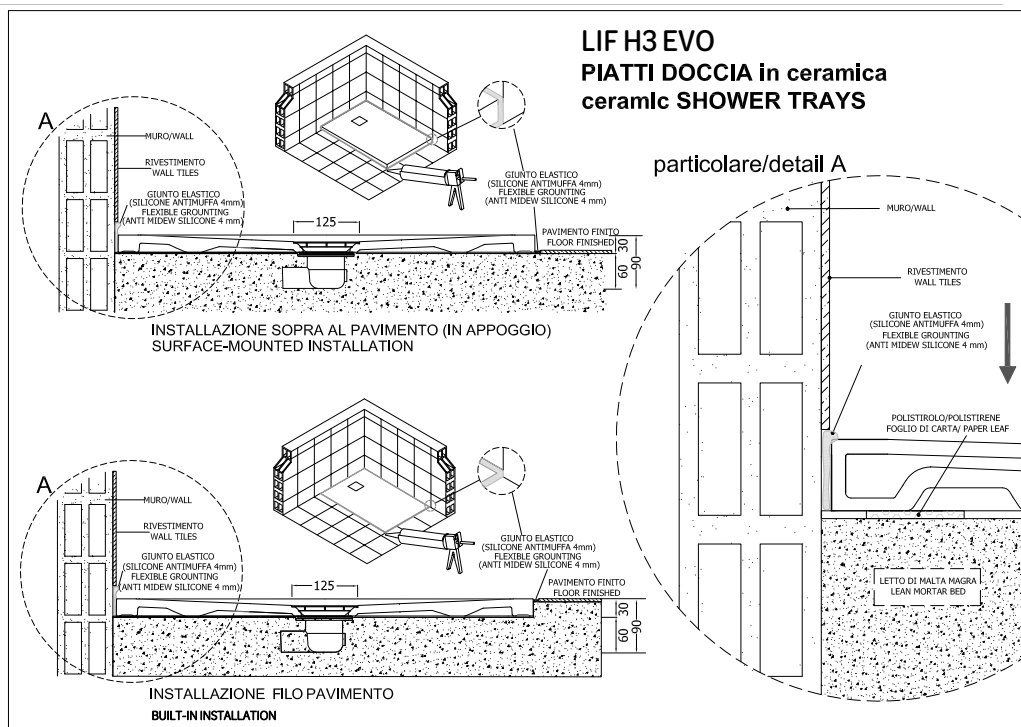 LIF H3 EVO
PIATTI DOCCIA in ceramica
ceramic SHOWER TRAYS
A
MURO/WALL
RIVESTIMENTO
WALL TILES
GIUNTO ELASTICO
(SILICONE ANTIMUFFA 4mm)
FLEXIBLE GROUNTING
(ANTI MIDEW SILICONE 4 mm)
125
GIUNTO ELASTICO
(SILICONE ANTIMUFFA 4mm)
FLEXIBLE GROUNTING
(ANTI MIDEW SILICONE 4 mm)
PAVIMENTO FINITO
FLOOR FINISHED
30
60
90
INSTALLAZIONE SOPRA AL PAVIMENTO (IN APPOGGIO)
SURFACE-MOUNTED INSTALLATION
A
MURO/WALL
RIVESTIMENTO
WALL TILES
GIUNTO ELASTICO
(SILICONE ANTIMUFFA 4mm)
FLEXIBLE GROUNTING
(ANTI MIDEW SILICONE 4 mm)
125
GIUNTO ELASTICO
(SILICONE ANTIMUFFA 4mm)
FLEXIBLE GROUNTING
(ANTI MIDEW SILICONE 4 mm)
PAVIMENTO FINITO
FLOOR FINISHED
30
60
90
INSTALLAZIONE FILO PAVIMENTO
BUILT-IN INSTALLATION
particolare/detail A
MURO/WALL
RIVESTIMENTO
WALL TILES
GIUNTO ELASTICO
(SILICONE ANTIMUFFA 4mm)
FLEXIBLE GROUNTING
(ANTI MIDEW SILICONE 4 mm)
POLISTIROLO/POLISTIRENE
FOGLIO DI CARTA/ PAPER LEAF
LETTO DI MALTA MAGRA
LEAN MORTAR BED